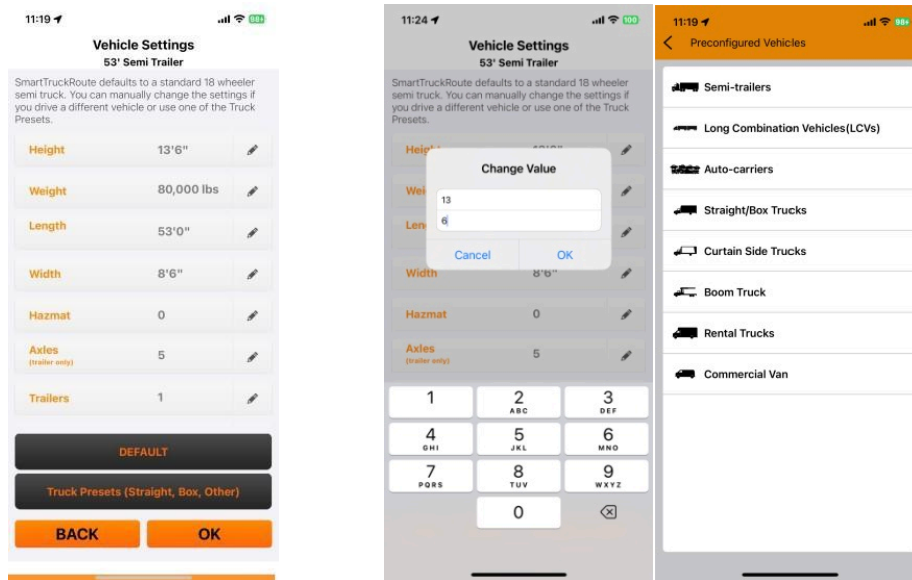 11:19
98+
Vehicle Settings
53' Semi Trailer
SmartTruckRoute defaults to a standard 18 wheeler
semi truck. You can manually change the settings if
you drive a different vehicle or use one of the Truck
Presets.
Height 13'6"
Weight 80,000 lbs
Length 53'0"
Width 8'6"
Hazmat 0
Axles 5
(trailer only)
Trailers 1
DEFAULT
Truck Presets (Straight, Box, Other)
BACK OK
11:24
100
Vehicle Settings
53' Semi Trailer
SmartTruckRoute defaults to a standard 18 wheeler
semi truck. You can manually change the settings if
you drive a different vehicle or use one of the Truck
Presets.
Change Value
13
6
Cancel OK
Width 8'6"
Hazmat 0
Axles 5
(trailer only)
1 2 3
ABC DEF
4 5 6
GHI JKL MNO
7 8 9
PQRS TUV WXYZ
0
11:19
98+
Preconfigured Vehicles
Semi-trailers
Long Combination Vehicles(LCVs)
Auto-carriers
Straight/Box Trucks
Curtain Side Trucks
Boom Truck
Rental Trucks
Commercial Van